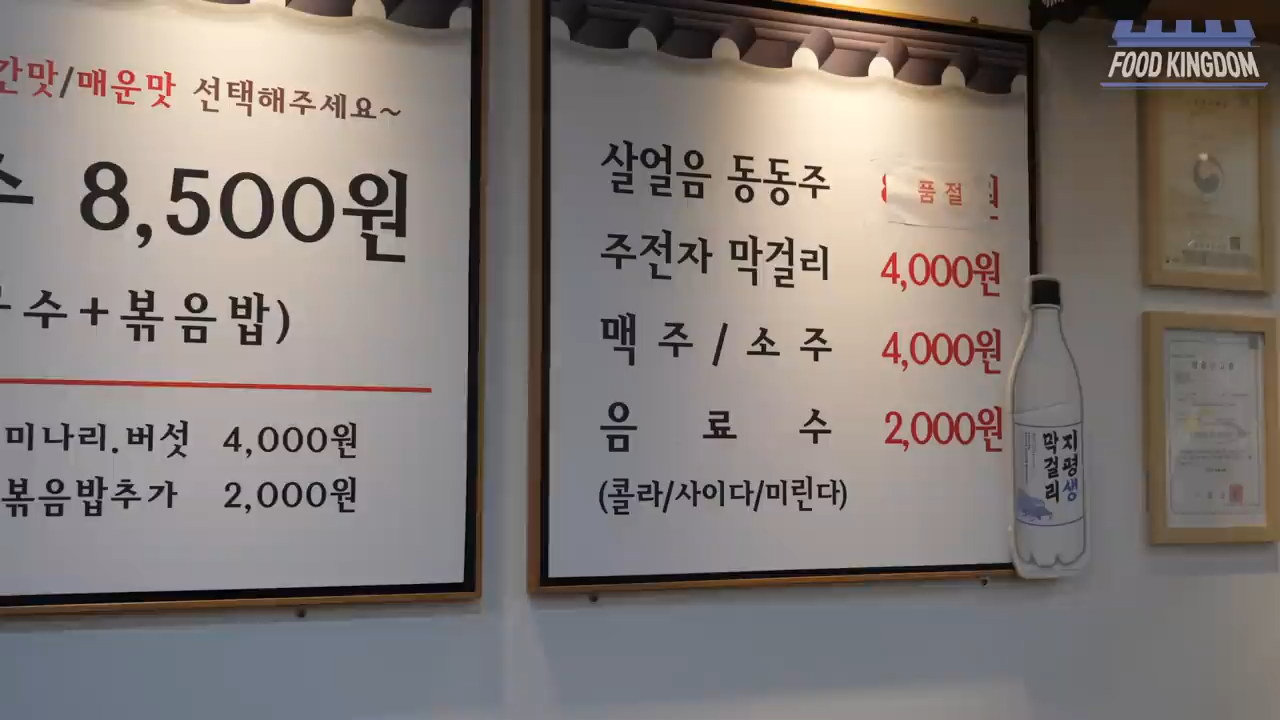 FOOD KINGDOM
간맛/매운맛 선택해주세요~
8,500원
수+볶음밥)
미나리.버섯 4,000원
볶음밥추가 2,000원
살얼음 동동주 품절
주전자 막걸리 4,000원
맥주/소주 4,000원
음료수 2,000원
(콜라/사이다/미린다)
지평생
막걸리